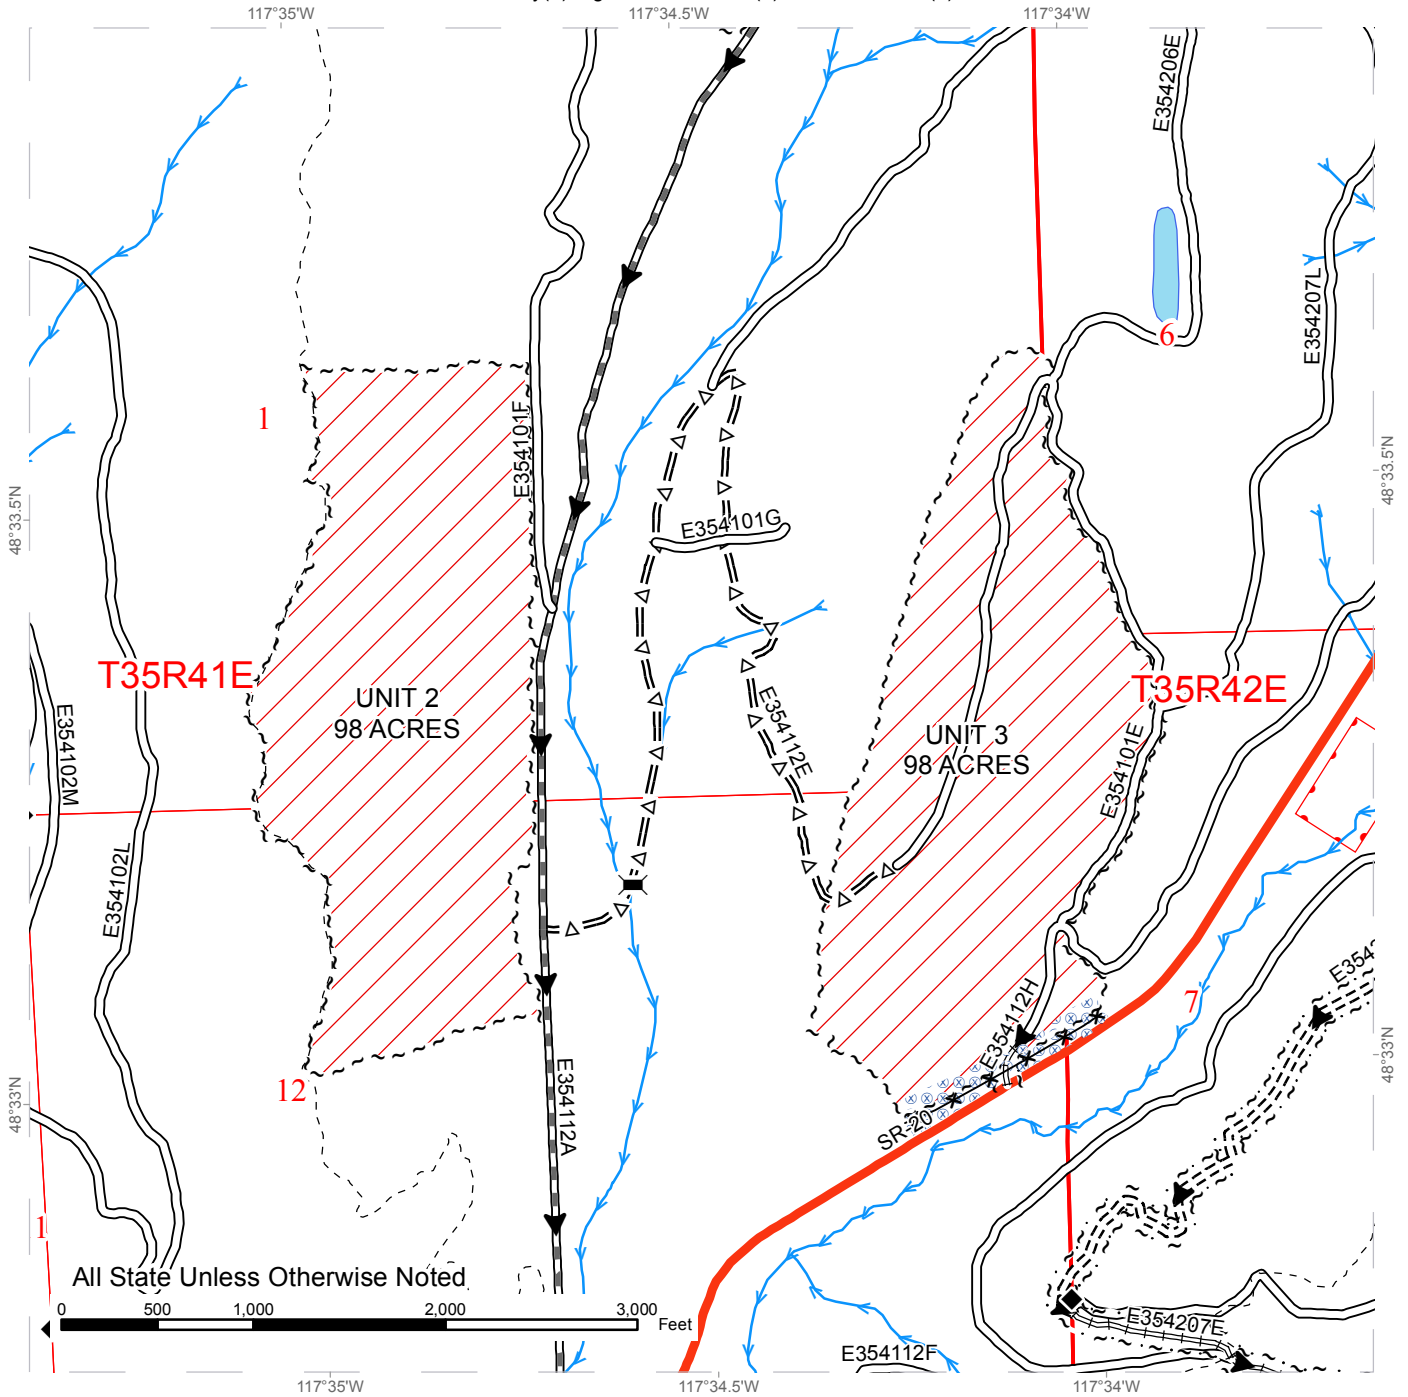 117°35'W
117°34.5'W
117°34'W
E354206E
6
E354207L
1
E354101F
48°33.5'N
48°33.5'N
E354101G
T35R41E
T35R42E
UNIT 2
98 ACRES
E354112E
UNIT 3
98 ACRES
E354102M
E354101E
E354102L
E3542
7
E354112H
48°33'N
48°33'N
12
E354112A
SR-20
1
All State Unless Otherwise Noted
0 500 1,000 2,000 3,000
Feet
E354207E
E354112F
117°35'W
117°34.5'W
117°34'W